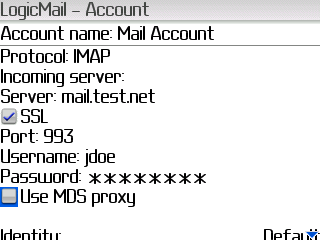 LogicMail – Account
Account name: Mail Account
Protocol: IMAP
Incoming server:
Server: mail.test.net
SSL
Port: 993
Username: jdoe
Password: ********
Use MDS proxy
Identity: Default